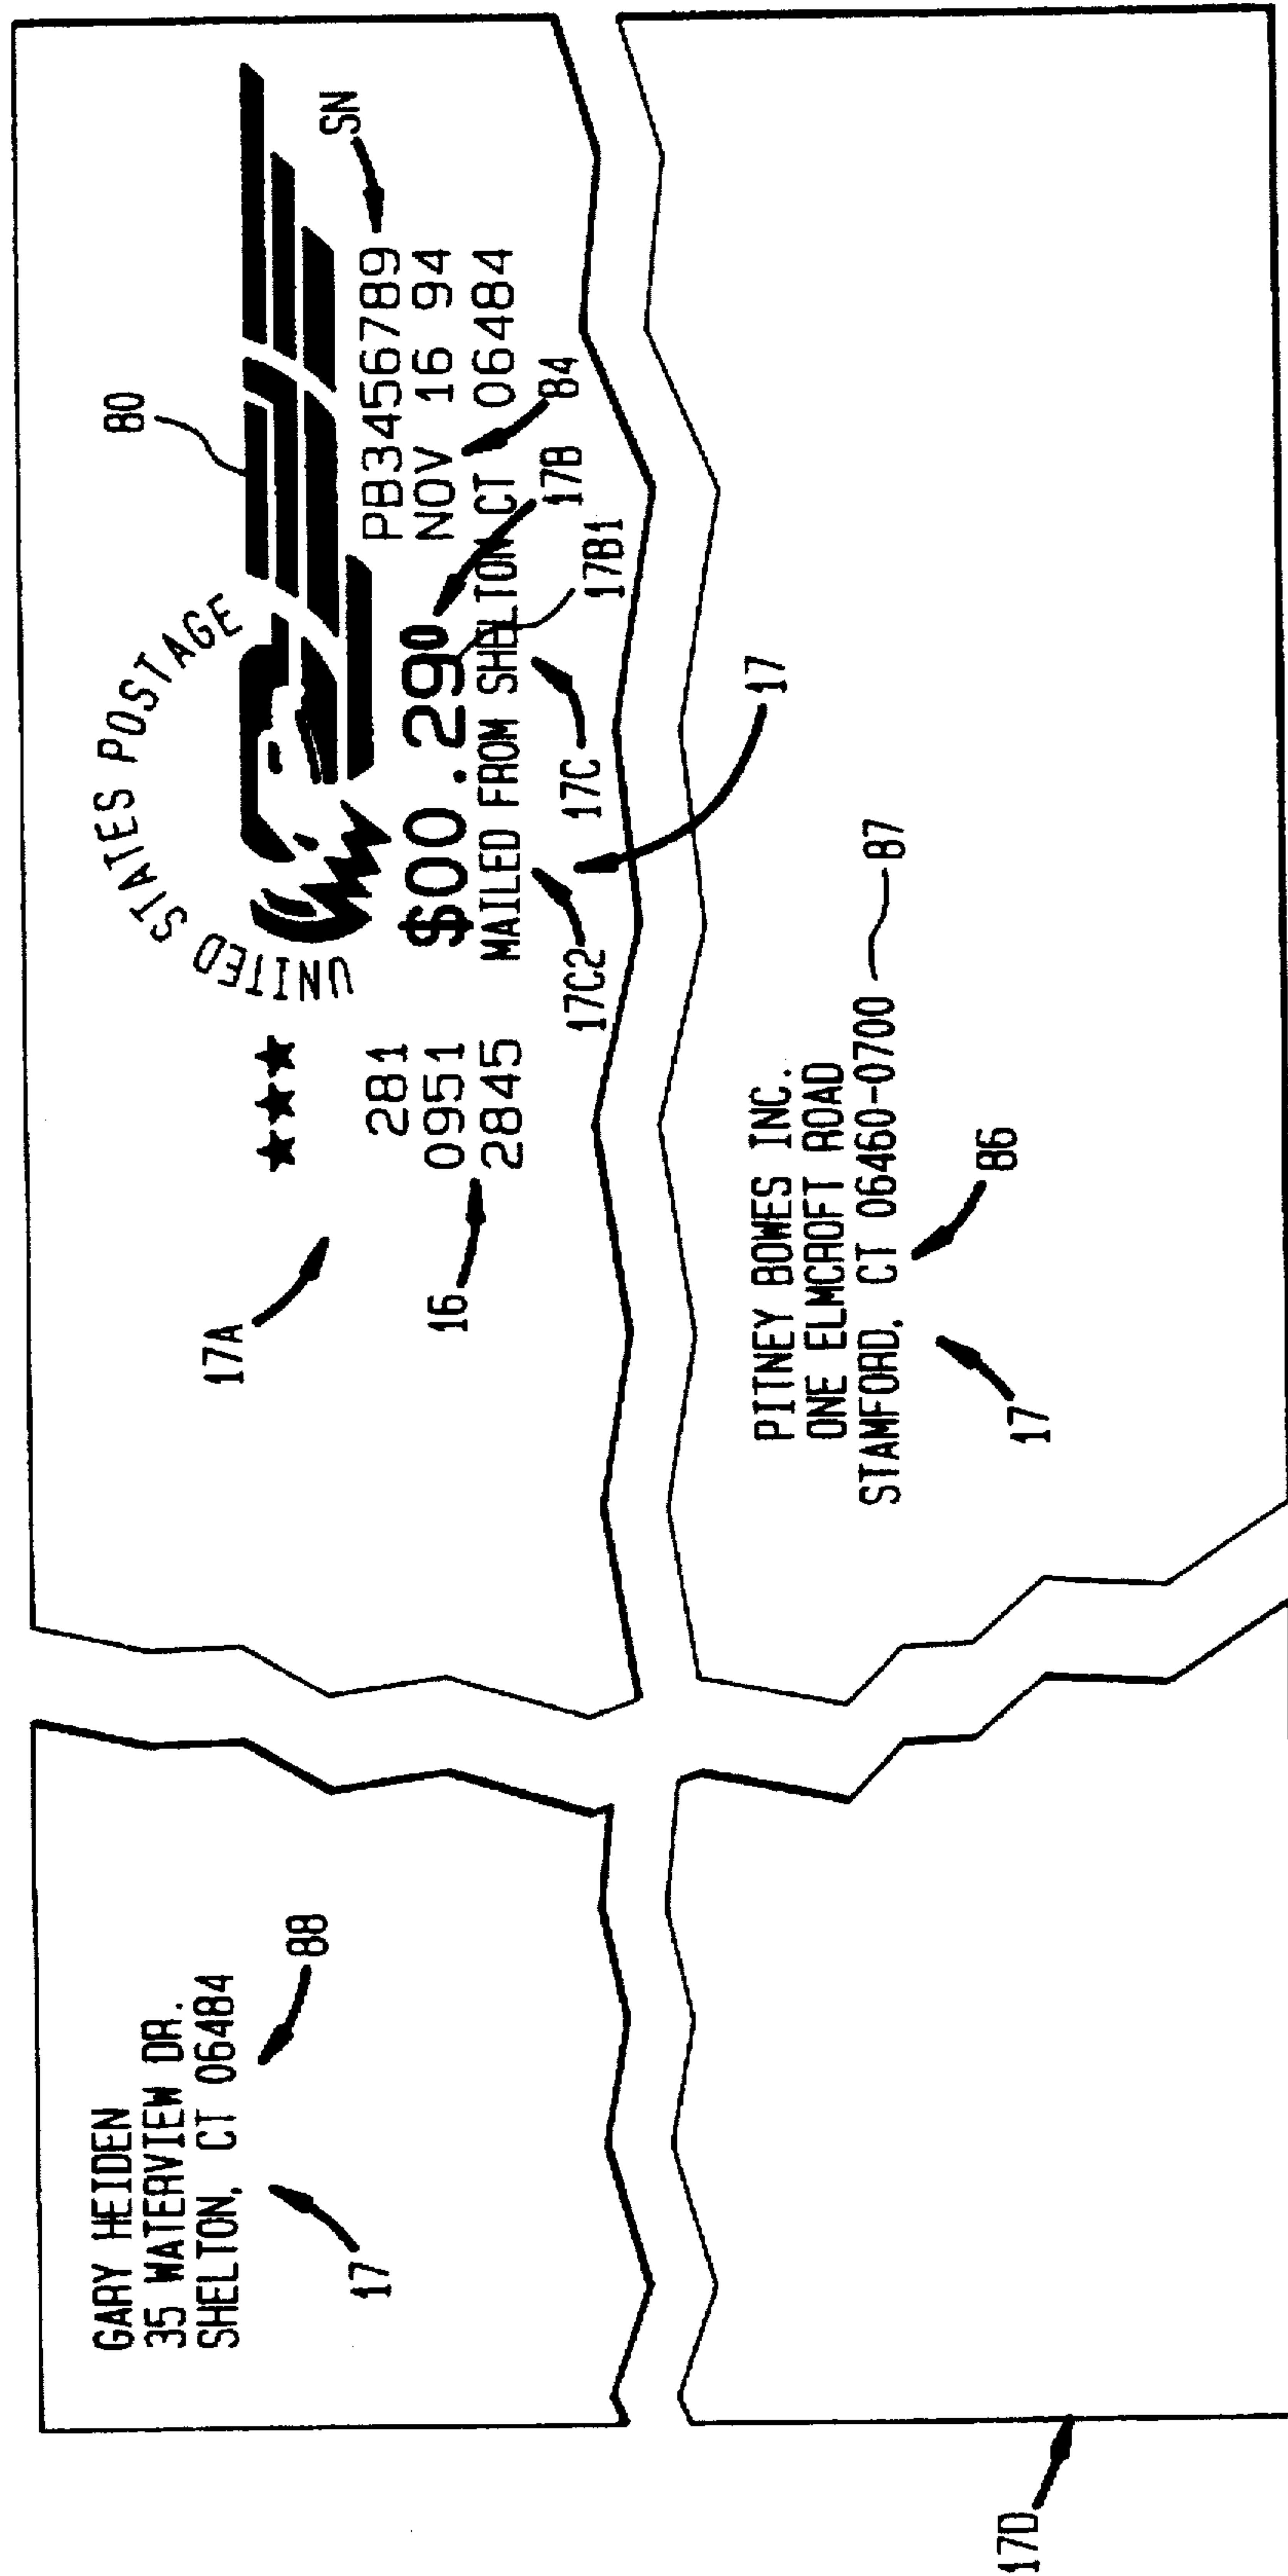 GARY HEIDEN
35 WATERVIEW DR.
SHELTON, CT 06484
88
17
17A
UNITED STATES POSTAGE
80
281
0951
2845
16
PB3456789
SN
NOV 16 94
$00.290
MAILED FROM SHELTON CT 06484
84
17B
17B1
17C
17C2
17
PITNEY BOWES INC.
ONE ELMCROFT ROAD
STAMFORD, CT 06460-0700
87
86
17
17D